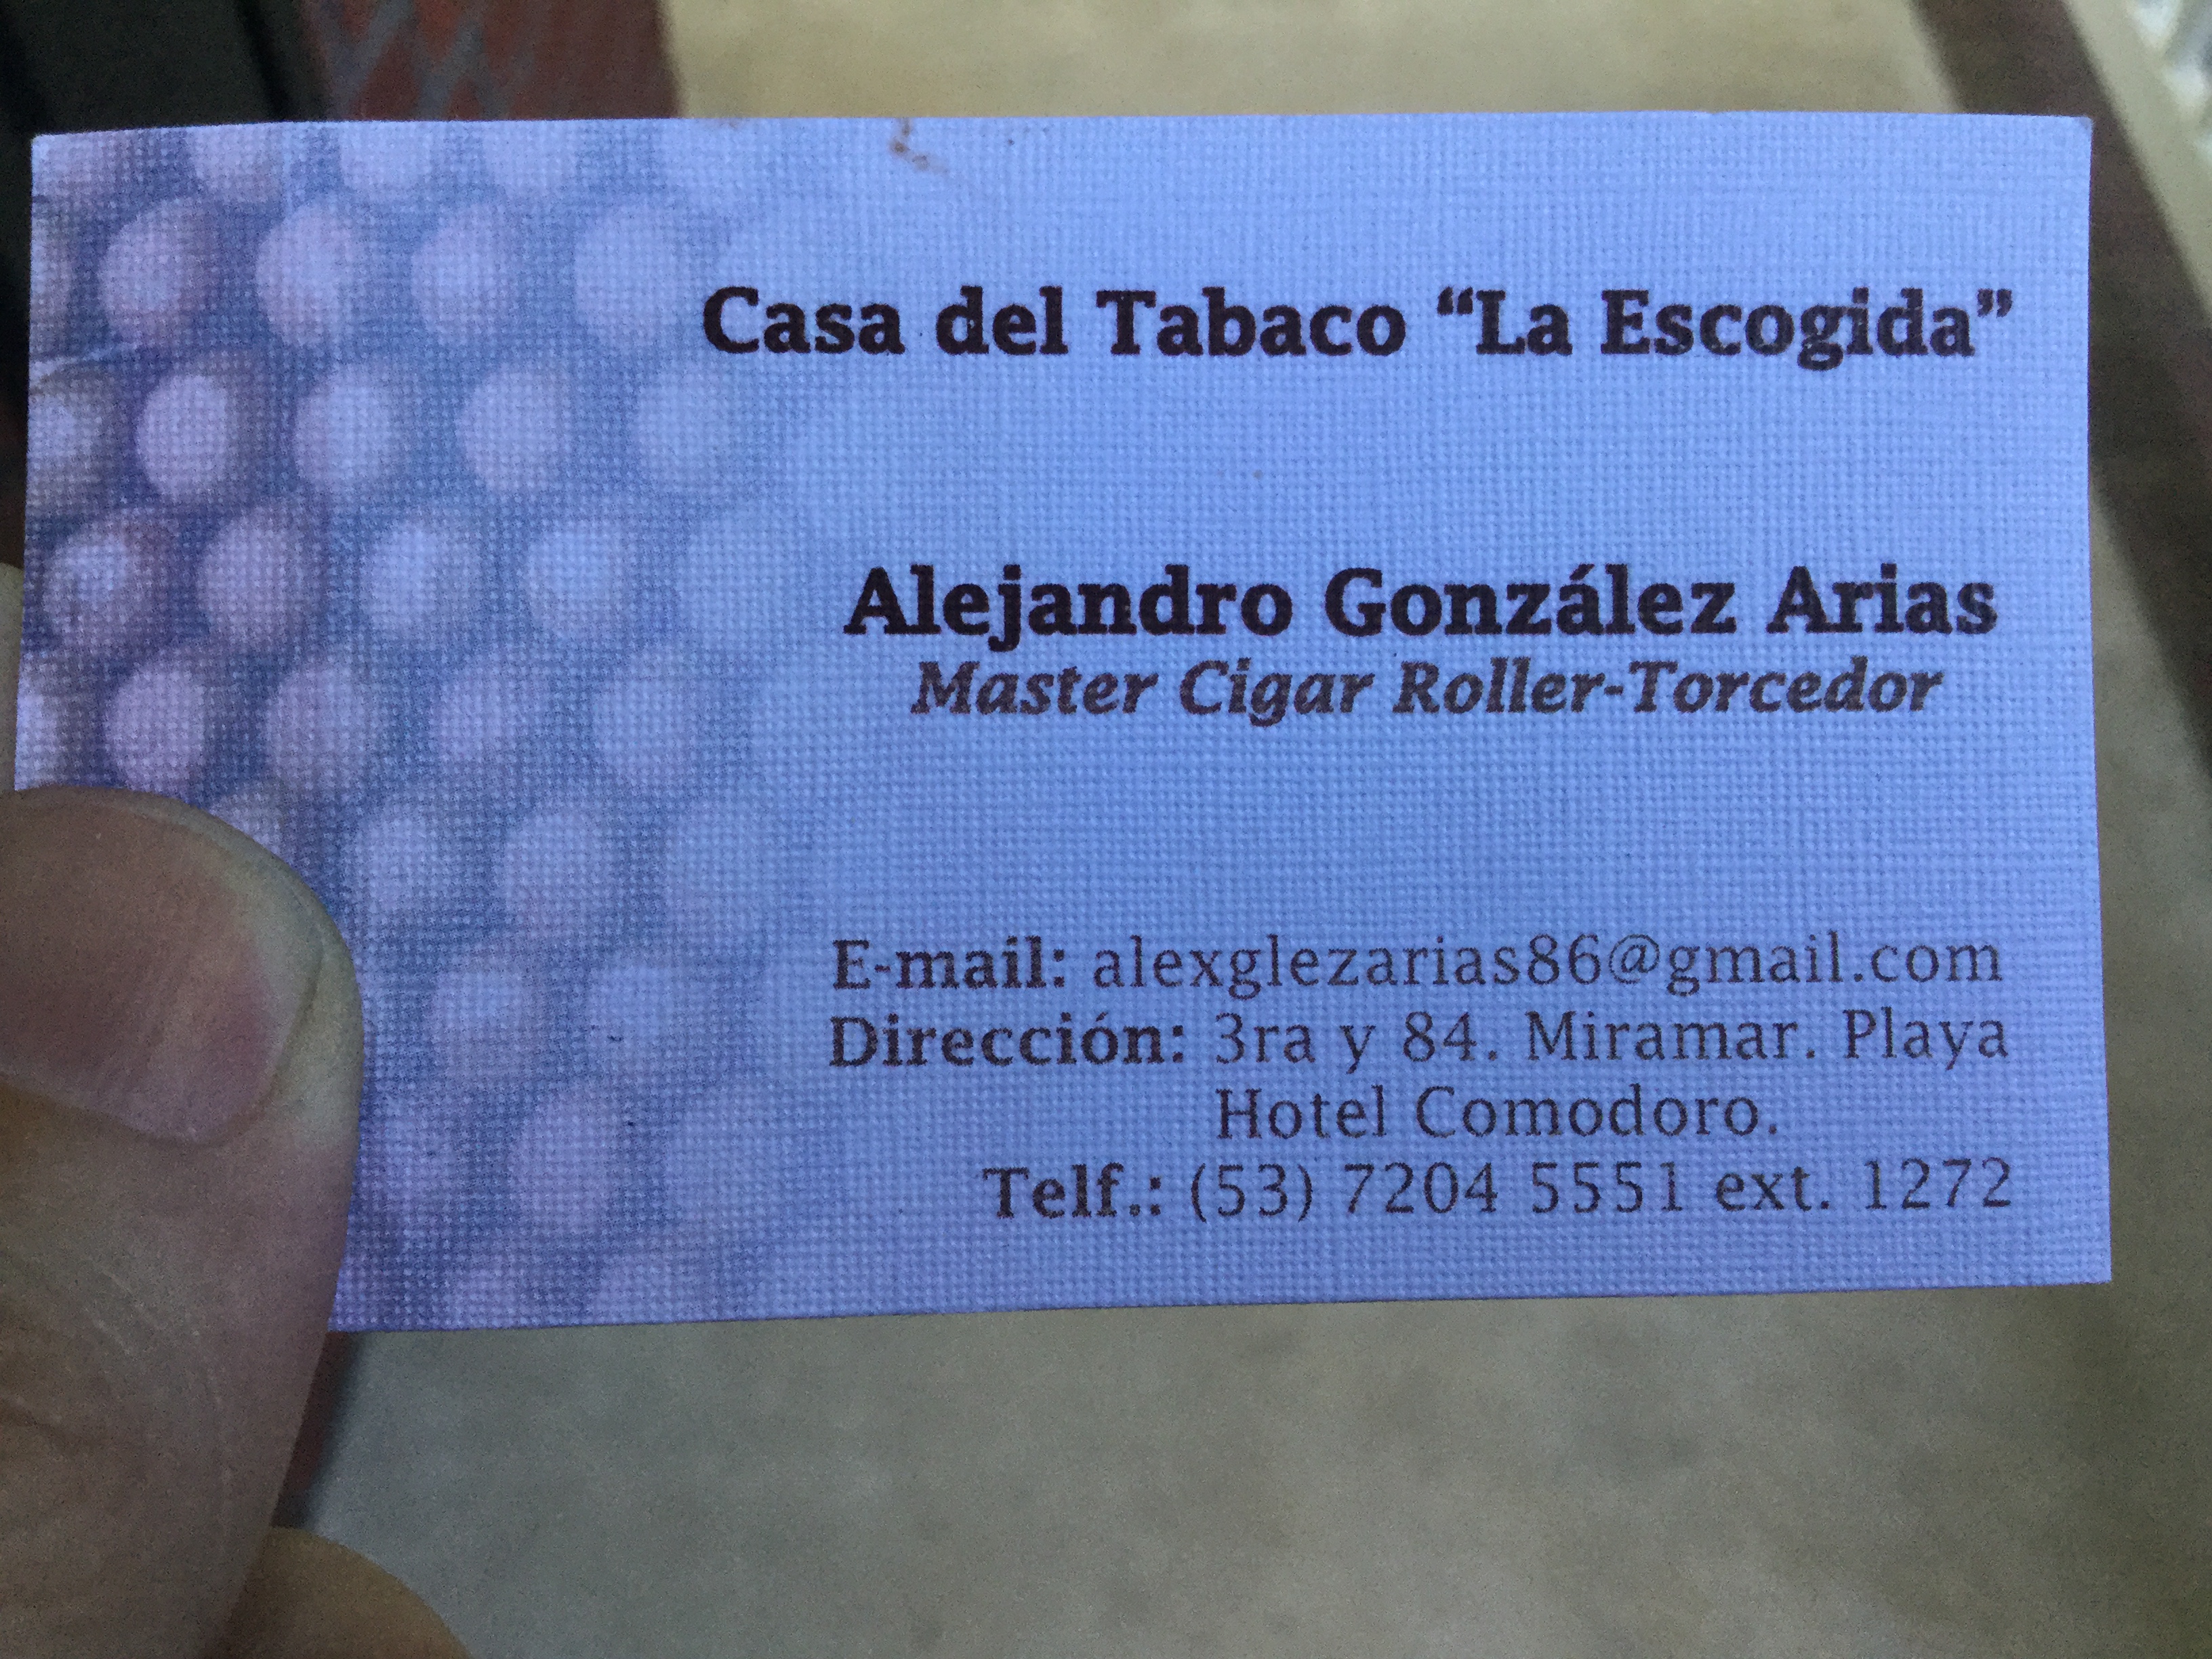 Casa del Tabaco “La Escogida”
Alejandro González Arias
Master Cigar Roller-Torcedor
E-mail: alexglezarias86@gmail.com
Dirección: 3ra y 84. Miramar. Playa
Hotel Comodoro.
Telf.: (53) 7204 5551 ext. 1272